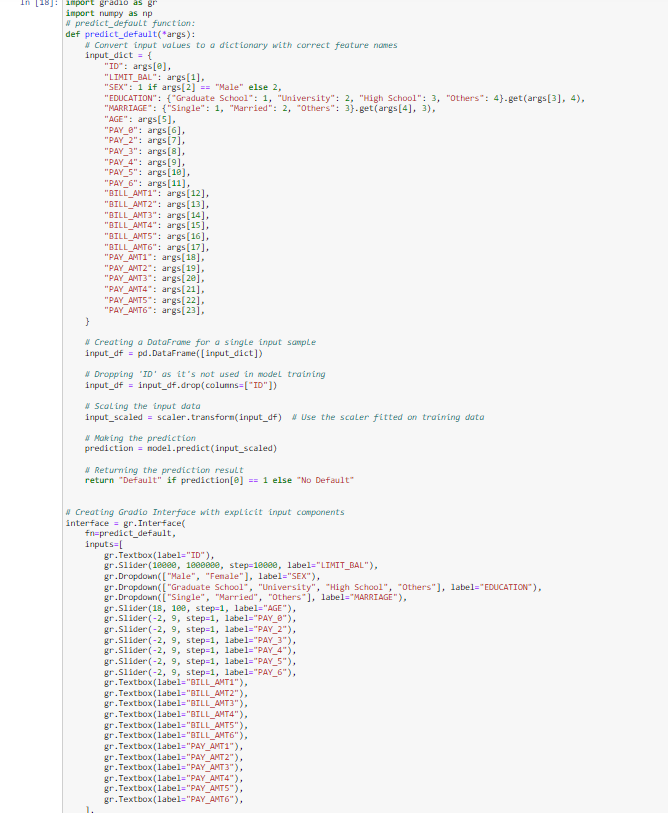 In [18]: import gradio as gr
import numpy as np
# predict_default function:
def predict_default(*args):
    # Convert input values to a dictionary with correct feature names
    input_dict = {
        "ID": args[0],
        "LIMIT_BAL": args[1],
        "SEX": 1 if args[2] == "Male" else 2,
        "EDUCATION": {"Graduate School": 1, "University": 2, "High School": 3, "Others": 4}.get(args[3], 4),
        "MARRIAGE": {"Single": 1, "Married": 2, "Others": 3}.get(args[4], 3),
        "AGE": args[5],
        "PAY_0": args[6],
        "PAY_2": args[7],
        "PAY_3": args[8],
        "PAY_4": args[9],
        "PAY_5": args[10],
        "PAY_6": args[11],
        "BILL_AMT1": args[12],
        "BILL_AMT2": args[13],
        "BILL_AMT3": args[14],
        "BILL_AMT4": args[15],
        "BILL_AMT5": args[16],
        "BILL_AMT6": args[17],
        "PAY_AMT1": args[18],
        "PAY_AMT2": args[19],
        "PAY_AMT3": args[20],
        "PAY_AMT4": args[21],
        "PAY_AMT5": args[22],
        "PAY_AMT6": args[23],
    }
    # Creating a DataFrame for a single input sample
    input_df = pd.DataFrame([input_dict])
    # Dropping 'ID' as it's not used in model training
    input_df = input_df.drop(columns=["ID"])
    # Scaling the input data
    input_scaled = scaler.transform(input_df)  # Use the scaler fitted on training data
    # Making the prediction
    prediction = model.predict(input_scaled)
    # Returning the prediction result
    return "Default" if prediction[0] == 1 else "No Default"
# Creating Gradio Interface with explicit input components
interface = gr.Interface(
    fn=predict_default,
    inputs=[
        gr.Textbox(label="ID"),
        gr.Slider(10000, 1000000, step=10000, label="LIMIT_BAL"),
        gr.Dropdown(["Male", "Female"], label="SEX"),
        gr.Dropdown(["Graduate School", "University", "High School", "Others"], label="EDUCATION"),
        gr.Dropdown(["Single", "Married", "Others"], label="MARRIAGE"),
        gr.Slider(18, 100, step=1, label="AGE"),
        gr.Slider(-2, 9, step=1, label="PAY_0"),
        gr.Slider(-2, 9, step=1, label="PAY_2"),
        gr.Slider(-2, 9, step=1, label="PAY_3"),
        gr.Slider(-2, 9, step=1, label="PAY_4"),
        gr.Slider(-2, 9, step=1, label="PAY_5"),
        gr.Slider(-2, 9, step=1, label="PAY_6"),
        gr.Textbox(label="BILL_AMT1"),
        gr.Textbox(label="BILL_AMT2"),
        gr.Textbox(label="BILL_AMT3"),
        gr.Textbox(label="BILL_AMT4"),
        gr.Textbox(label="BILL_AMT5"),
        gr.Textbox(label="BILL_AMT6"),
        gr.Textbox(label="PAY_AMT1"),
        gr.Textbox(label="PAY_AMT2"),
        gr.Textbox(label="PAY_AMT3"),
        gr.Textbox(label="PAY_AMT4"),
        gr.Textbox(label="PAY_AMT5"),
        gr.Textbox(label="PAY_AMT6"),
    ],